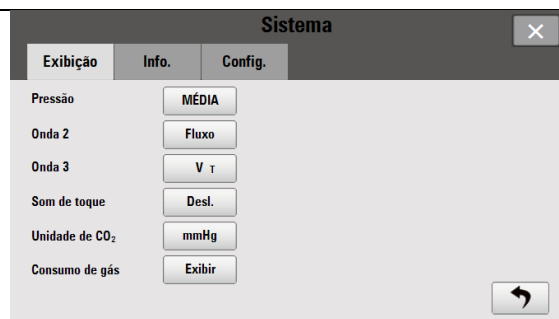 Sistema
Exibição Info. Config.
Pressão MÉDIA
Onda 2 Fluxo
Onda 3 V T
Som de toque Desl.
Unidade de CO₂ mmHg
Consumo de gás Exibir